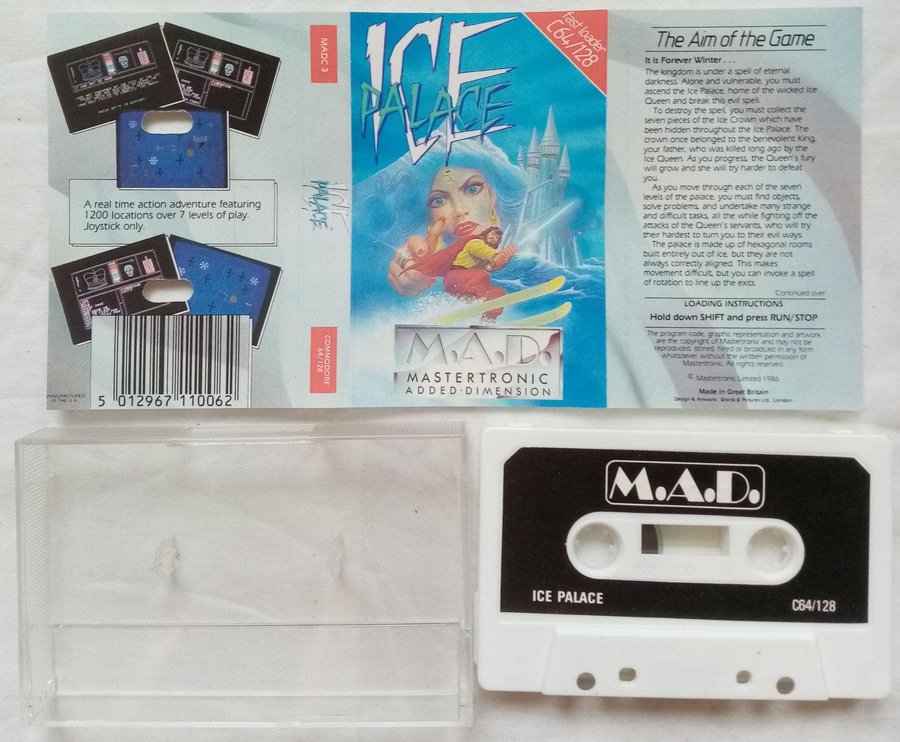 A real time action adventure featuring
1200 locations over 7 levels of play.
Joystick only.
MANUFACTURED
IN THE U.K.
5 012967 110062
MADC 3
ICE
PALACE
COMMODORE
64/128
fast loader
C64/128
ICE
PALACE
M.A.D.
MASTERTRONIC
ADDED·DIMENSION
The Aim of the Game
It is Forever Winter . . .
The kingdom is under a spell of eternal
darkness. Alone and vulnerable, you must
ascend the Ice Palace, home of the wicked Ice
Queen and break this evil spell.
To destroy the spell, you must collect the
seven pieces of the Ice Crown which have
been hidden throughout the Ice Palace. The
crown once belonged to the benevolent King,
your father, who was killed long ago by the
Ice Queen. As you progress, the Queen's fury
will grow and she will try harder to defeat
you.
As you move through each of the seven
levels of the palace, you must find objects,
solve problems, and undertake many strange
and difficult tasks, all the while fighting off the
attacks of the Queen's servants, who will try
their hardest to turn you to their evil ways.
The palace is made up of hexagonal rooms
built entirely out of ice, but they are not
always correctly aligned. This makes
movement difficult, but you can invoke a spell
of rotation to line up the exits.
Continued over
LOADING INSTRUCTIONS
Hold down SHIFT and press RUN/STOP
The program code, graphic representation and artwork
are the copyright of Mastertronic and may not be
reproduced, stored, hired or broadcast in any form
whatsoever without the written permission of
Mastertronic. All rights reserved.
© Mastertronic Limited 1986
Made in Great Britain
Design & Artwork: Words & Pictures Ltd., London
M.A.D.
ICE PALACE
C64/128